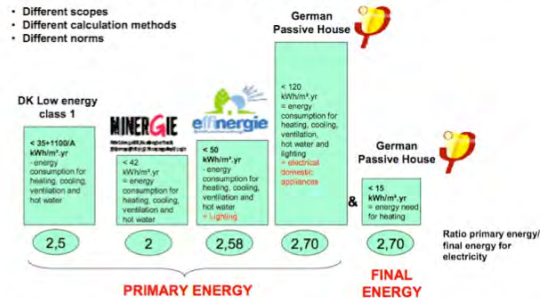 • Different scopes
• Different calculation methods
• Different norms
German
Passive House
DK Low energy
class 1
MINERGIE
effinergie
< 35+1100/A
kWh/m².yr
- energy
consumption for
heating, cooling,
ventilation and
hot water
< 42
kWh/m².yr
= energy
consumption for
heating, cooling,
ventilation and
hot water
< 50
kWh/m².yr
- energy
consumption for
heating, cooling,
ventilation and
hot water
+ Lighting
< 120
kWh/m².yr
= energy
consumption for
heating, cooling,
ventilation,
hot water and
lighting
+ electrical
domestic
appliances
German
Passive House
&
< 15
kWh/m².yr
= energy need
for heating
2,5
2
2,58
2,70
2,70
Ratio primary energy/
final energy for
electricity
PRIMARY ENERGY
FINAL
ENERGY